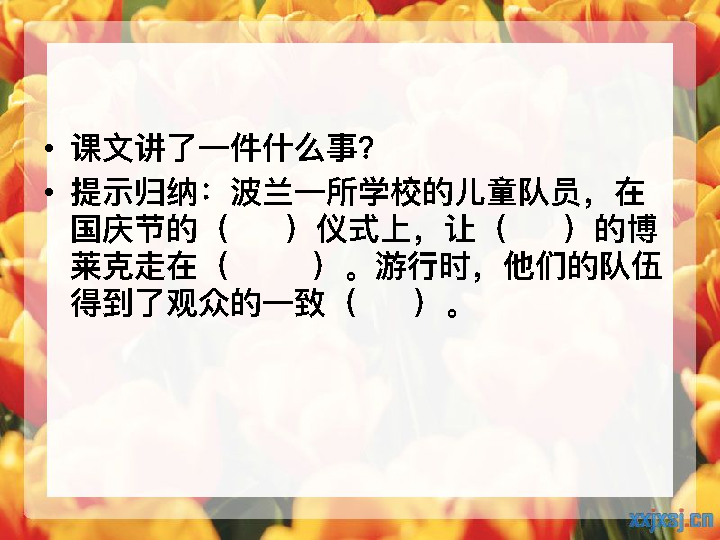 • 课文讲了一件什么事？
• 提示归纳：波兰一所学校的儿童队员，在
国庆节的（　　）仪式上，让（　　）的博
莱克走在（　　　）。游行时，他们的队伍
得到了观众的一致（　　）。
xxjxsj.cn